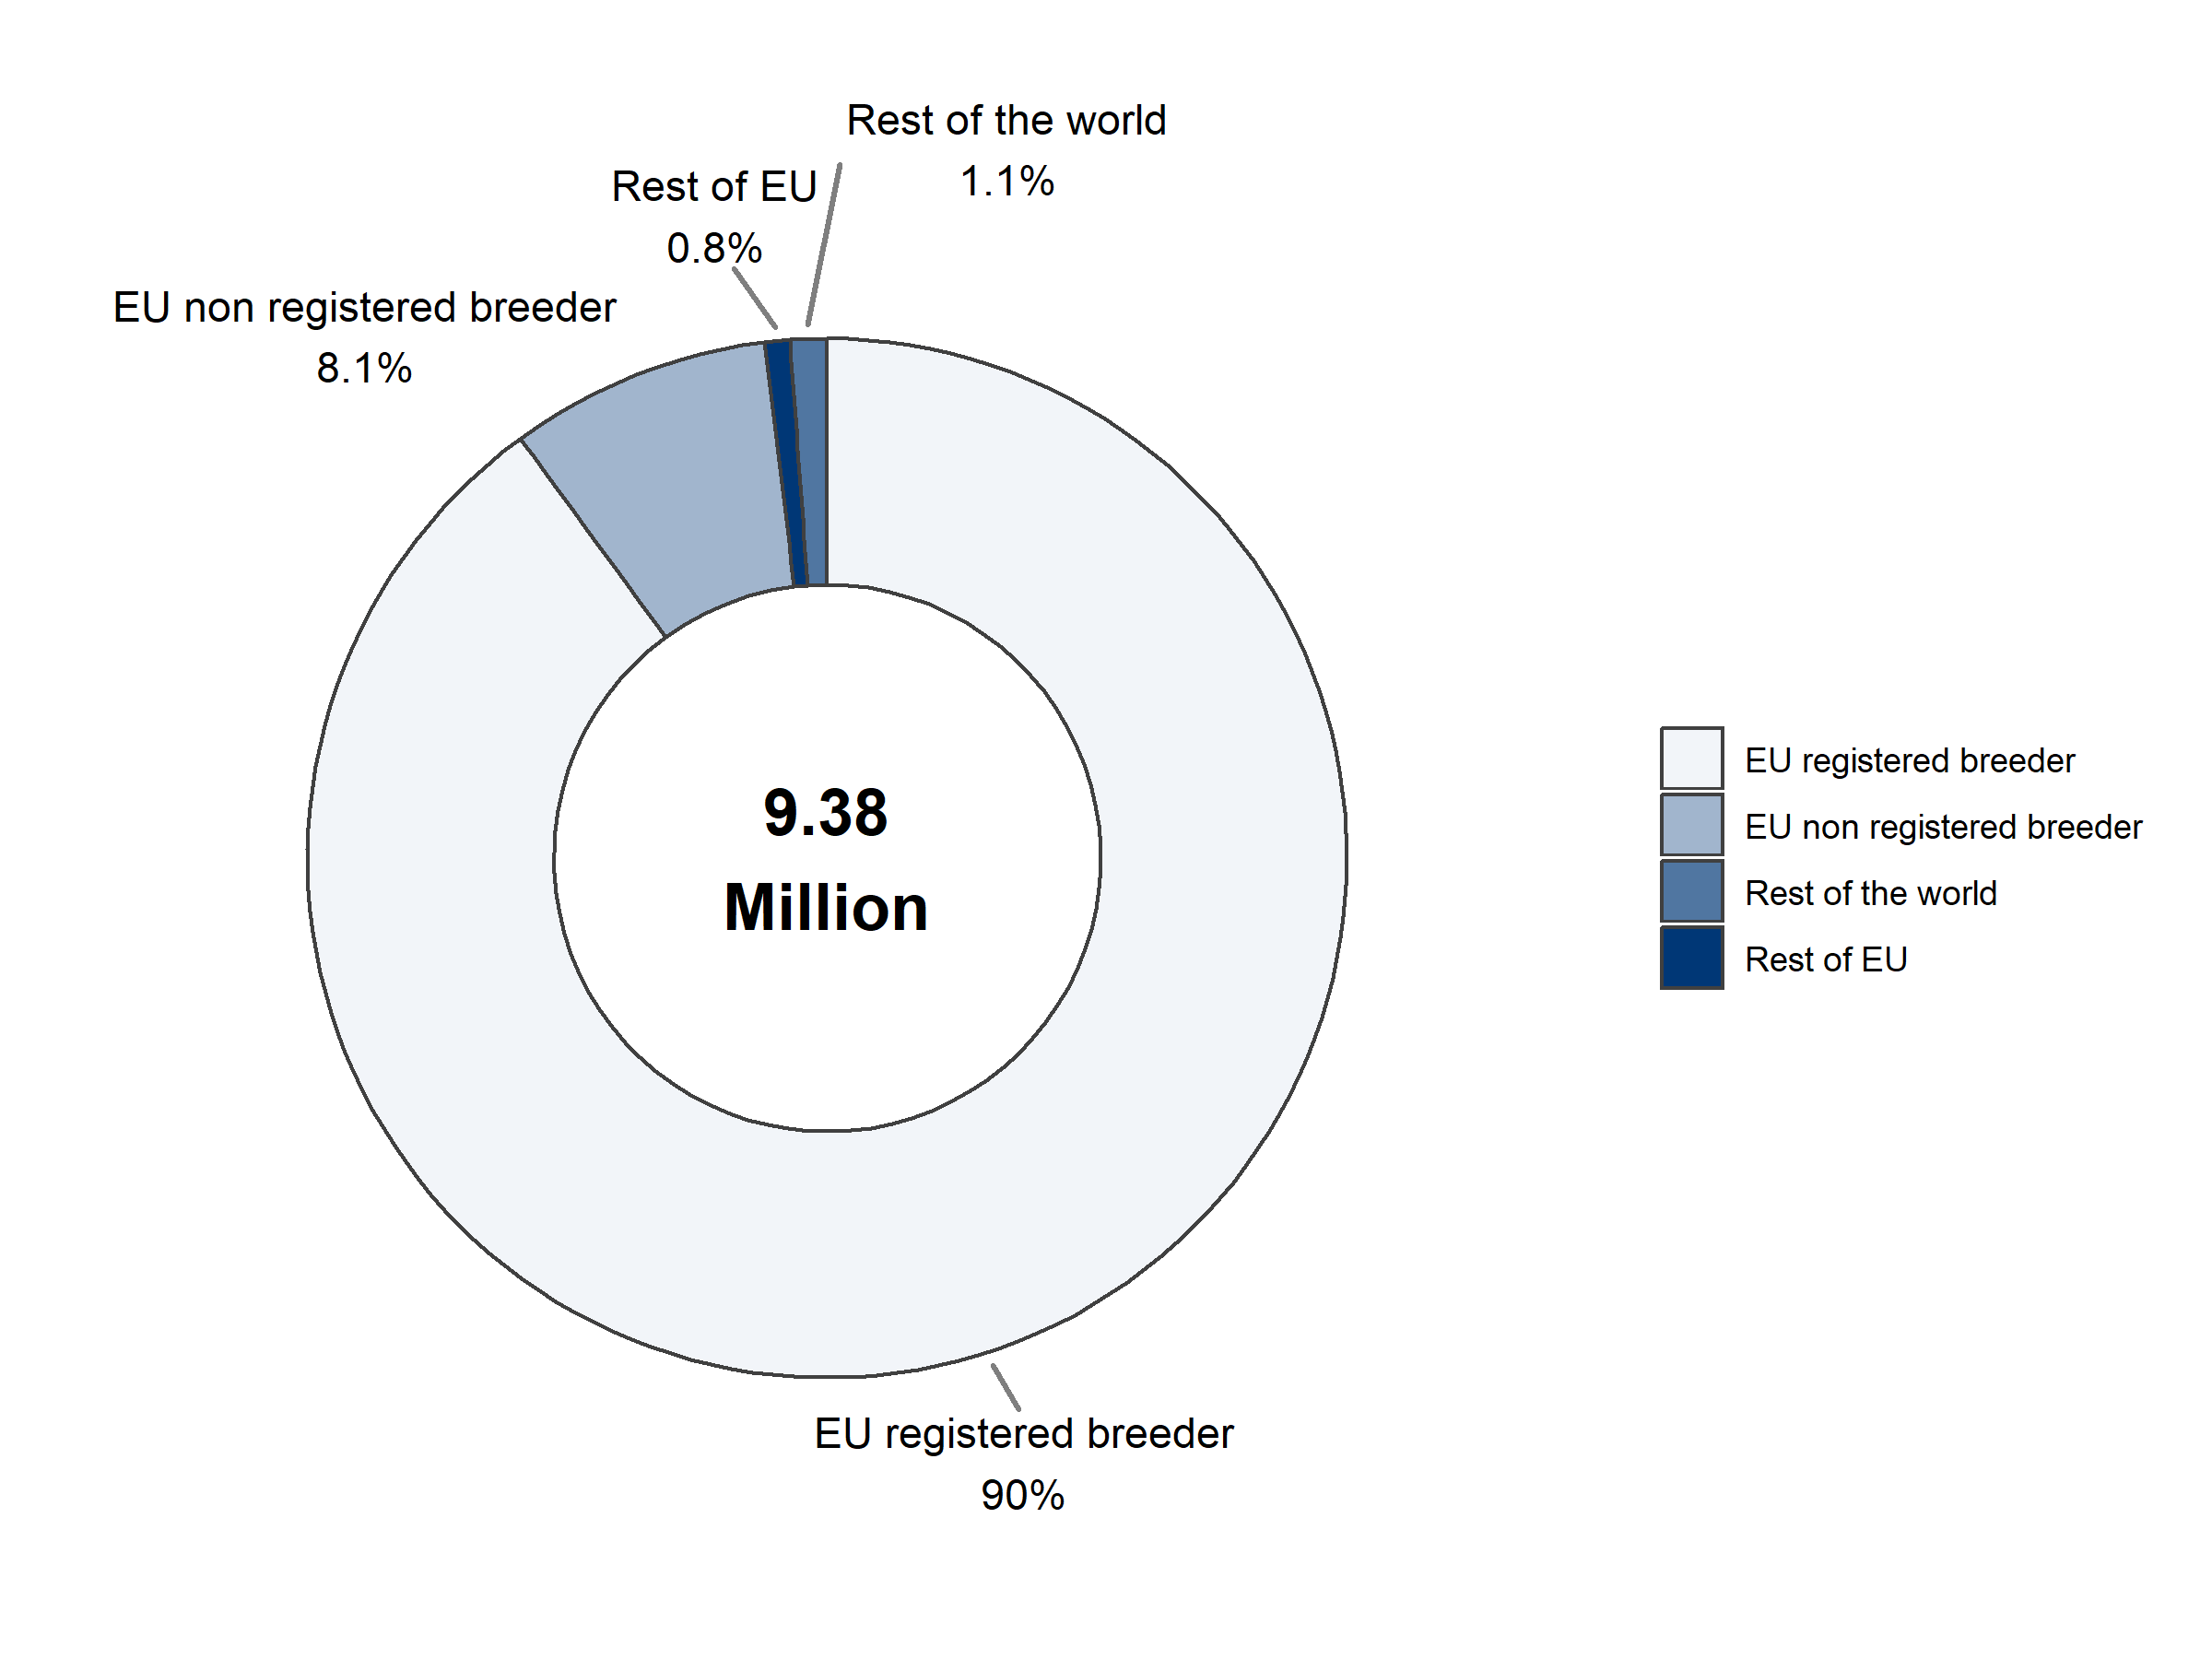 Rest of the world
1.1%
Rest of EU
0.8%
EU non registered breeder
8.1%
9.38
Million
EU registered breeder
90%
EU registered breeder
EU non registered breeder
Rest of the world
Rest of EU